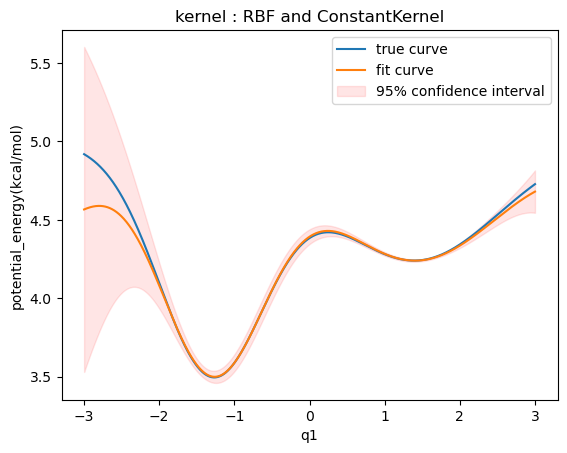 kernel : RBF and ConstantKernel
true curve
fit curve
95% confidence interval
potential_energy(kcal/mol)
5.5
5.0
4.5
4.0
3.5
−3 −2 −1 0 1 2 3
q1